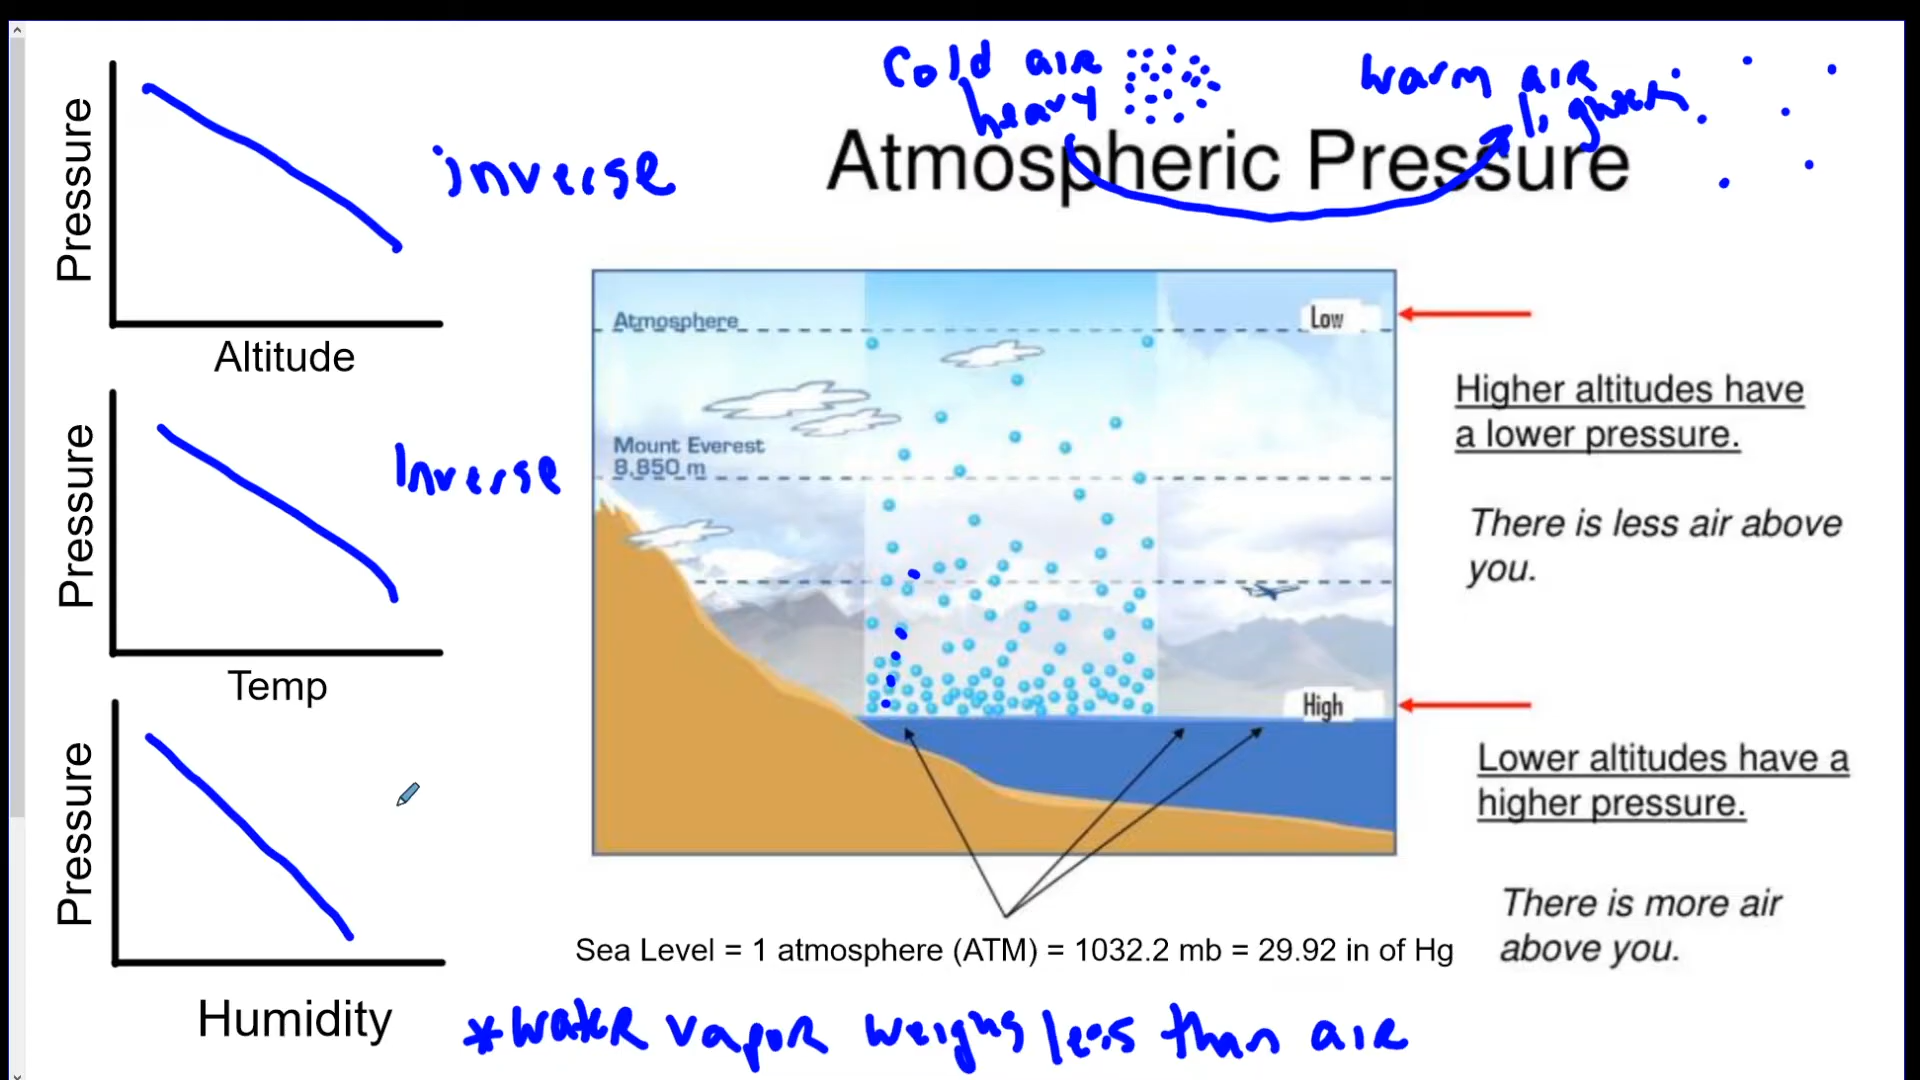 cold air
heavy
warm air
lighter
Atmospheric Pressure
Pressure
inverse
Altitude
Pressure
Inverse
Temp
Pressure
Humidity
Atmosphere
Low
Mount Everest
8,850 m
High
Higher altitudes have
a lower pressure.
There is less air above
you.
Lower altitudes have a
higher pressure.
There is more air
above you.
Sea Level = 1 atmosphere (ATM) = 1032.2 mb = 29.92 in of Hg
*water vapor weighs less than air